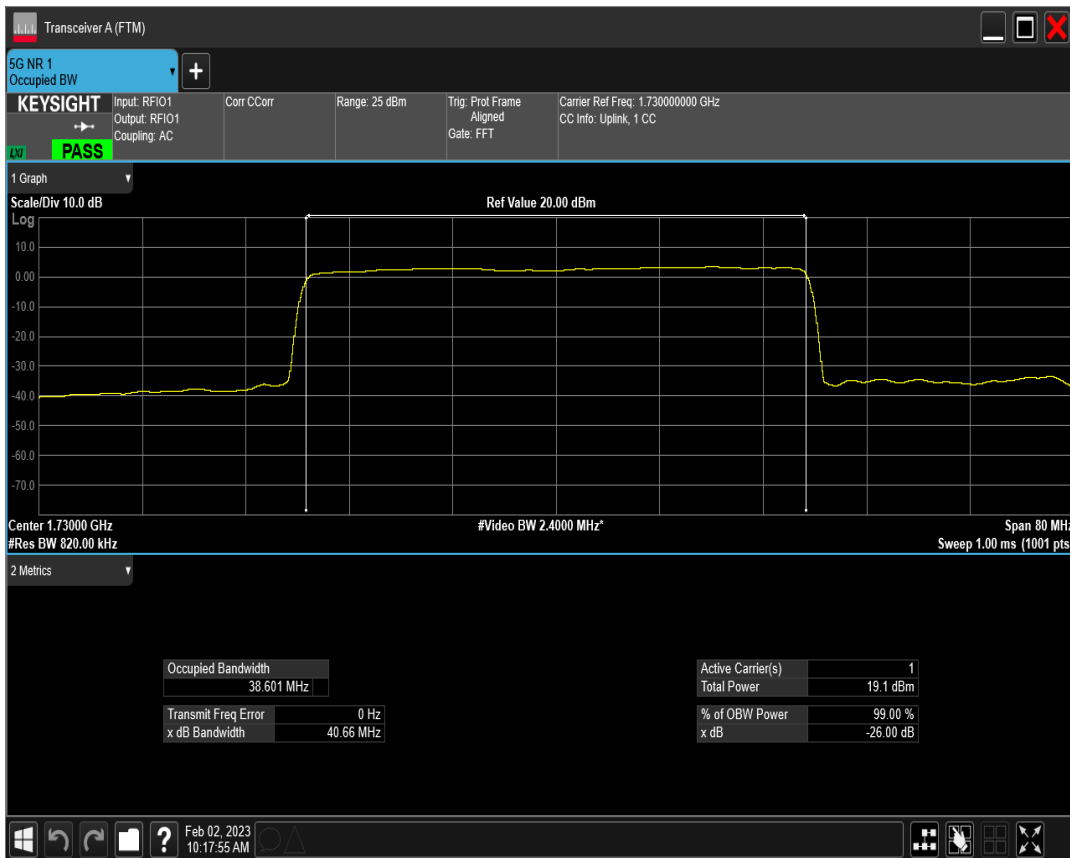 Transceiver A (FTM)
5G NR 1
Occupied BW
+
KEYSIGHT
LXI
PASS
Input: RFIO1
Output: RFIO1
Coupling: AC
Corr CCorr
Range: 25 dBm
Trig: Prot Frame
Aligned
Gate: FFT
Carrier Ref Freq: 1.730000000 GHz
CC Info: Uplink, 1 CC
1 Graph
Scale/Div 10.0 dB
Ref Value 20.00 dBm
Log
10.0
0.00
-10.0
-20.0
-30.0
-40.0
-50.0
-60.0
-70.0
Center 1.73000 GHz
#Video BW 2.4000 MHz*
Span 80 MHz
#Res BW 820.00 kHz
Sweep 1.00 ms (1001 pts
2 Metrics
Occupied Bandwidth
38.601 MHz
Transmit Freq Error 0 Hz
x dB Bandwidth 40.66 MHz
Active Carrier(s) 1
Total Power 19.1 dBm
% of OBW Power 99.00 %
x dB -26.00 dB
?
Feb 02, 2023
10:17:55 AM